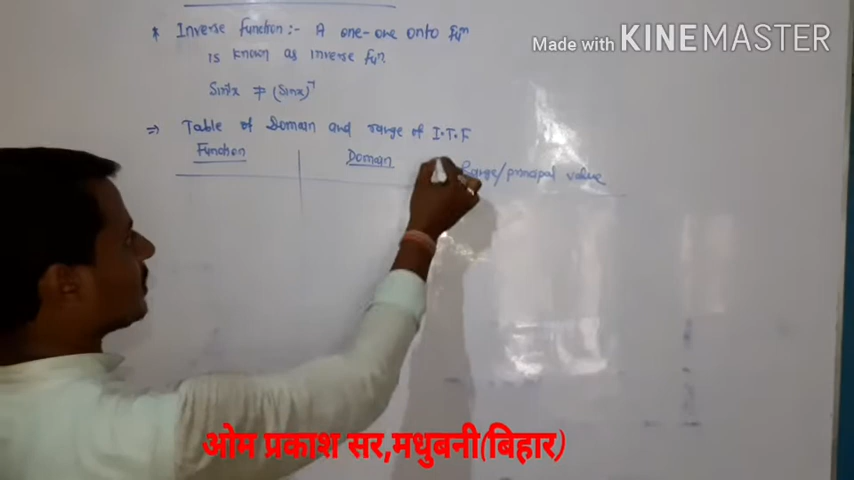 Made with KINEMASTER
* Inverse function :- A one-one onto fun
is known as inverse fun.
Sin⁻¹x ≠ (Sinx)⁻¹
⇒ Table of Domain and range of I.T.F
Function Domain Range/principal value
ओम प्रकाश सर,मधुबनी(बिहार)